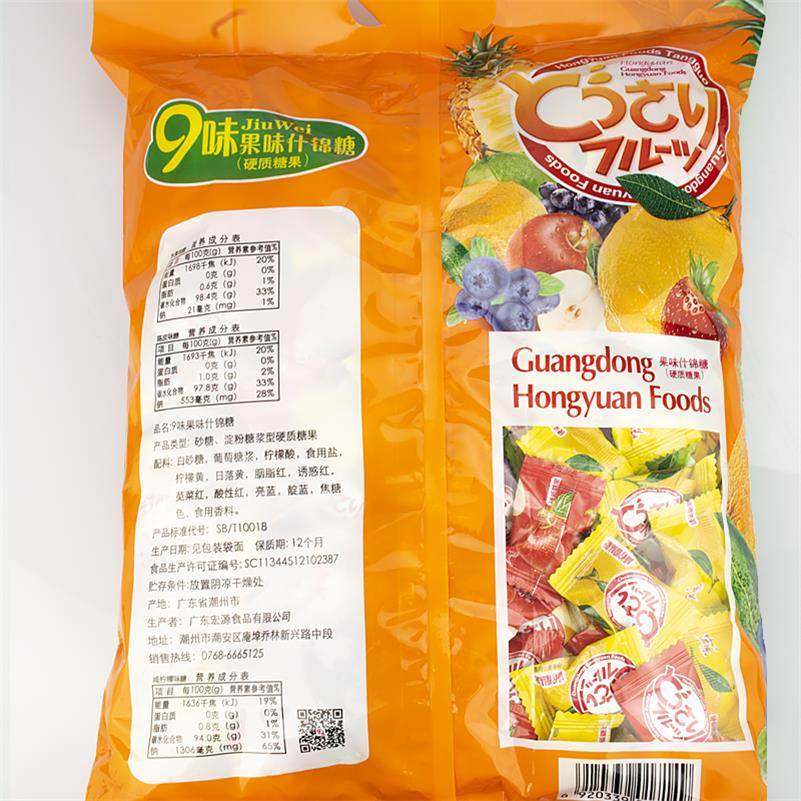 9味
JiuWei
果味什锦糖
(硬质糖果)
营养成分表
项目 每100克(g) 营养素参考值%
能量 1698千焦 (kJ) 20%
蛋白质 0克 (g) 0%
脂肪 0.6克 (g) 1%
碳水化合物 98.4克 (g) 33%
钠 21毫克 (mg) 1%
陈皮味糖 营养成分表
项目 每100克(g) 营养素参考值%
能量 1693千焦 (kJ) 20%
蛋白质 0克 (g) 0%
脂肪 1.0克 (g) 2%
碳水化合物 97.8克 (g) 33%
钠 553毫克 (mg) 28%
品名:9味果味什锦糖
产品类型: 砂糖、淀粉糖浆型硬质糖果
配料: 白砂糖,葡萄糖浆,柠檬酸,食用盐,
柠檬黄,日落黄,胭脂红,诱惑红,
苋菜红,酸性红,亮蓝,靛蓝,焦糖
色,食用香料。
产品标准代号: SB/T10018
生产日期:见包装袋面 保质期:12个月
食品生产许可证编号:SC11344512102387
贮存条件:放置阴凉干燥处
产地: 广东省潮州市
生产者: 广东宏源食品有限公司
地址: 潮州市潮安区庵埠乔林新兴路中段
销售热线: 0768-6665125
咸柠檬味糖 营养成分表
项目 每100克(g) 营养素参考值%
能量 1636千焦 (kJ) 19%
蛋白质 0克 (g) 0%
脂肪 0.8克 (g) 1%
碳水化合物 94.0克 (g) 31%
钠 1306毫克 (mg) 65%
HongYuan Foods Tangguo
Hongyuan
Guangdong
Hongyuan Foods
とうさり
フルーツ
Guangdong 果味什锦糖
(硬质糖果)
Hongyuan Foods
6 920339